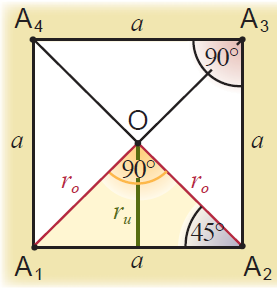 A₄ a A₃
90°
a O a
90°
rₒ rₒ
rᵤ 45°
A₁ a A₂